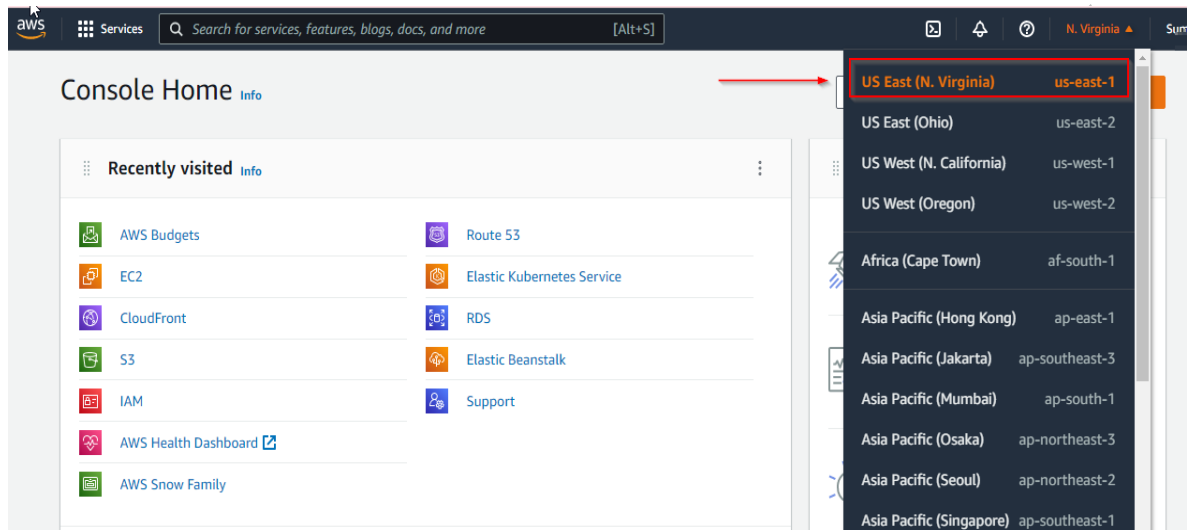 aws Services Search for services, features, blogs, docs, and more [Alt+S] N. Virginia
Console Home Info
Recently visited Info
AWS Budgets
EC2
CloudFront
S3
IAM
AWS Health Dashboard
AWS Snow Family
Route 53
Elastic Kubernetes Service
RDS
Elastic Beanstalk
Support
US East (N. Virginia) us-east-1
US East (Ohio) us-east-2
US West (N. California) us-west-1
US West (Oregon) us-west-2
Africa (Cape Town) af-south-1
Asia Pacific (Hong Kong) ap-east-1
Asia Pacific (Jakarta) ap-southeast-3
Asia Pacific (Mumbai) ap-south-1
Asia Pacific (Osaka) ap-northeast-3
Asia Pacific (Seoul) ap-northeast-2
Asia Pacific (Singapore) ap-southeast-1